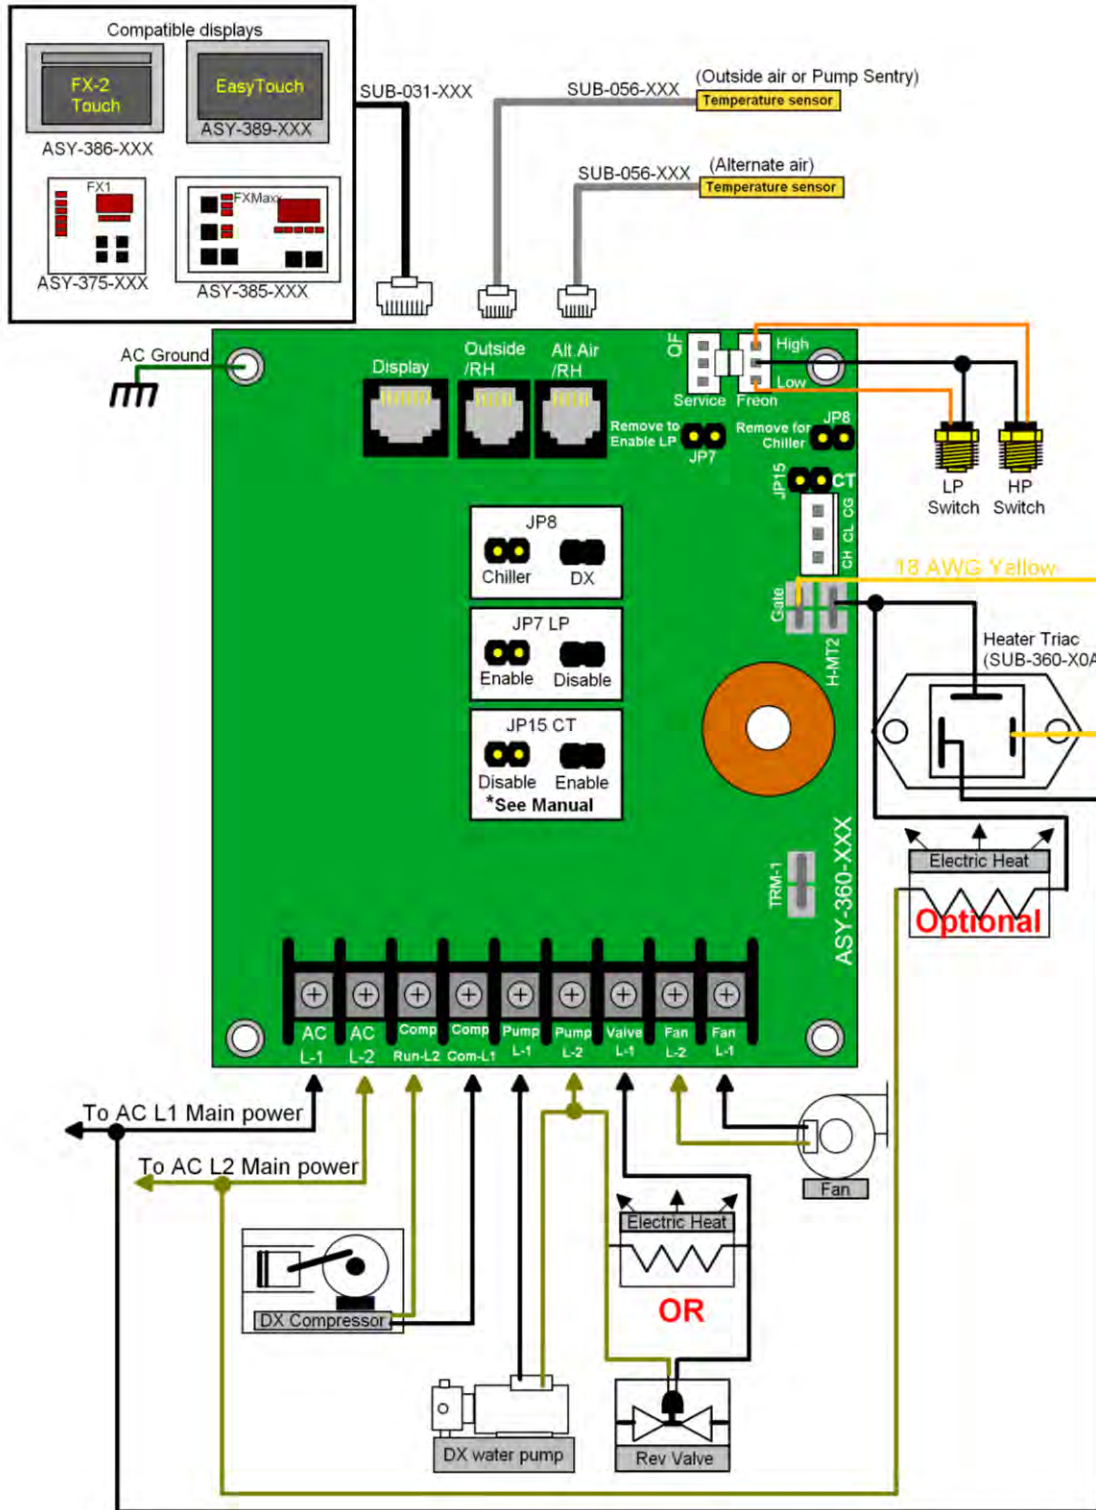 Compatible displays
FX-2
Touch
EasyTouch
ASY-386-XXX
ASY-389-XXX
FX1
FXMaxx
ASY-375-XXX
ASY-385-XXX
SUB-031-XXX
SUB-056-XXX
(Outside air or Pump Sentry)
Temperature sensor
SUB-056-XXX
(Alternate air)
Temperature sensor
AC Ground
Display
Outside
/RH
Alt.Air
/RH
QF
Service
High
Low
Freon
Remove to
Enable LP
JP7
Remove for
Chiller
JP8
JP15
CT
CG
CL
CH
LP
Switch
HP
Switch
JP8
Chiller
DX
JP7 LP
Enable
Disable
JP15 CT
Disable
Enable
*See Manual
18 AWG Yellow
Gate
H-MT2
Heater Triac
(SUB-360-X0A
TRM-1
ASY-360-XXX
Electric Heat
Optional
AC
L-1
AC
L-2
Comp
Run-L2
Comp
Com-L1
Pump
L-1
Pump
L-2
Valve
L-1
Fan
L-2
Fan
L-1
To AC L1 Main power
To AC L2 Main power
DX Compressor
DX water pump
Electric Heat
OR
Rev Valve
Fan